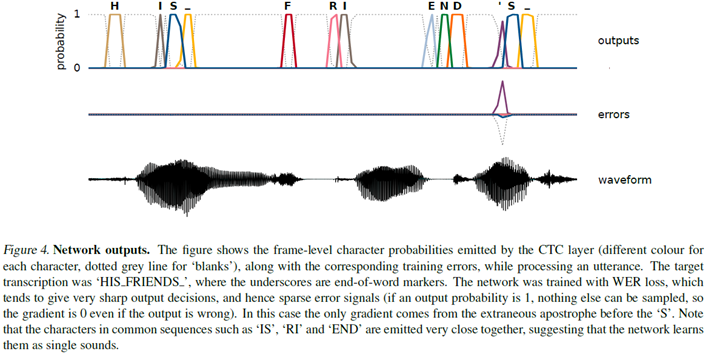 H I S _ F R I E N D ' S _
1
probability
0
outputs
errors
waveform
Figure 4. Network outputs. The figure shows the frame-level character probabilities emitted by the CTC layer (different colour for
each character, dotted grey line for ‘blanks’), along with the corresponding training errors, while processing an utterance. The target
transcription was ‘HIS_FRIENDS_’, where the underscores are end-of-word markers. The network was trained with WER loss, which
tends to give very sharp output decisions, and hence sparse error signals (if an output probability is 1, nothing else can be sampled, so
the gradient is 0 even if the output is wrong). In this case the only gradient comes from the extraneous apostrophe before the ‘S’. Note
that the characters in common sequences such as ‘IS’, ‘RI’ and ‘END’ are emitted very close together, suggesting that the network learns
them as single sounds.